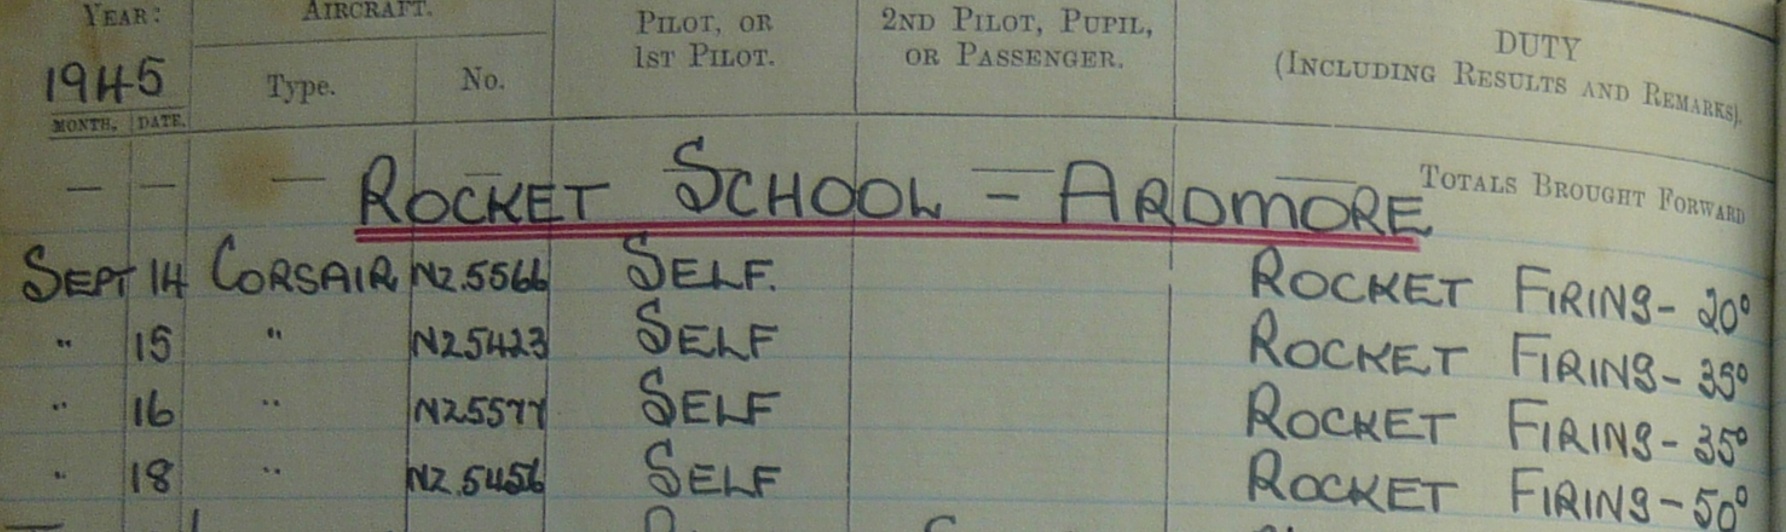 YEAR: AIRCRAFT. PILOT, OR 1ST PILOT. 2ND PILOT, PUPIL, OR PASSENGER. DUTY (INCLUDING RESULTS AND REMARKS).
1945 Type. No.
MONTH. DATE.
— — — — — — — TOTALS BROUGHT FORWARD
ROCKET SCHOOL - ARDMORE
SEPT 14 CORSAIR NZ.5566 SELF. ROCKET FIRING- 20°
" 15 " NZ5423 SELF ROCKET FIRING- 35°
" 16 " NZ5577 SELF ROCKET FIRING- 35°
" 18 " NZ.5456 SELF ROCKET FIRING- 50°